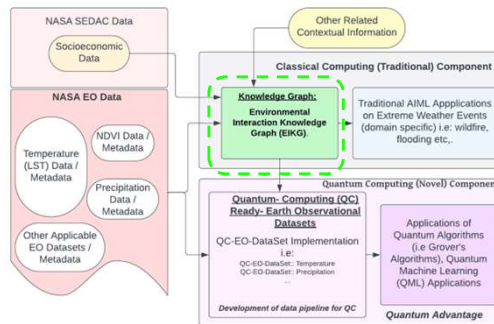 NASA SEDAC Data
Socioeconomic
Data
Other Related
Contextual Information
Classical Computing (Traditional) Component
Knowledge Graph:
Environmental
Interaction Knowledge
Graph (EIKG).
Traditional AIML Appplications
on Extreme Weather Events
(domain specific) i.e: wildfire,
flooding etc,.
NASA EO Data
NDVI Data /
Metadata
Temperature
(LST) Data /
Metadata
Precipitation
Data /
Metadata
Other Applicable
EO Datasets /
Metadata
Quantum Computing (Novel) Component
Quantum- Computing (QC)
Ready- Earth Observational
Datasets
QC-EO-DataSet Implementation
i.e:
QC-EO-DataSet:: Temperature
QC-EO-DataSet:: Precipitation
...
Development of data pipeline for QC
Applications of
Quantum Algorithms
(i.e Grover's
Algorithms), Quantum
Machine Learning
(QML) Applications
Quantum Advantage